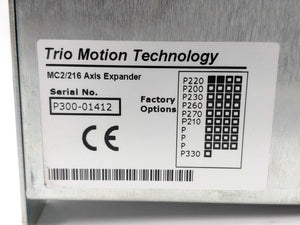 Trio Motion Technology
MC2/216 Axis Expander
Serial No.
P300-01412
CE
Factory
Options
P220
P200
P230
P260
P270
P210
P
P
P
P330